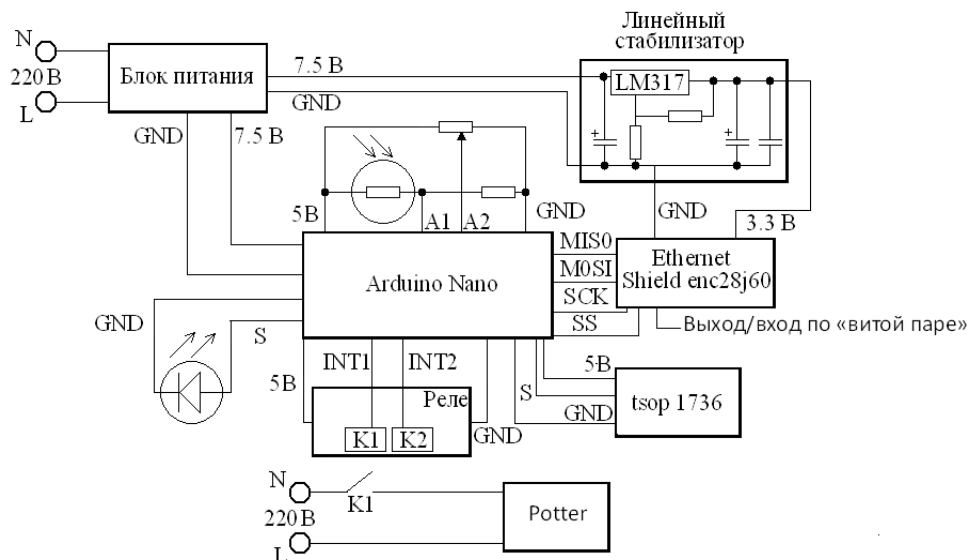 Линейный
стабилизатор
N
220 В
L
Блок питания
7.5 В
GND
LM317
+
+
GND
7.5 В
5В
A1
A2
GND
GND
3.3 В
Arduino Nano
MIS0
M0SI
SCK
SS
Ethernet
Shield enc28j60
Выход/вход по «витой паре»
GND
S
5В
INT1
INT2
Реле
K1
K2
GND
S
5В
GND
tsop 1736
N
220 В
L
K1
Potter